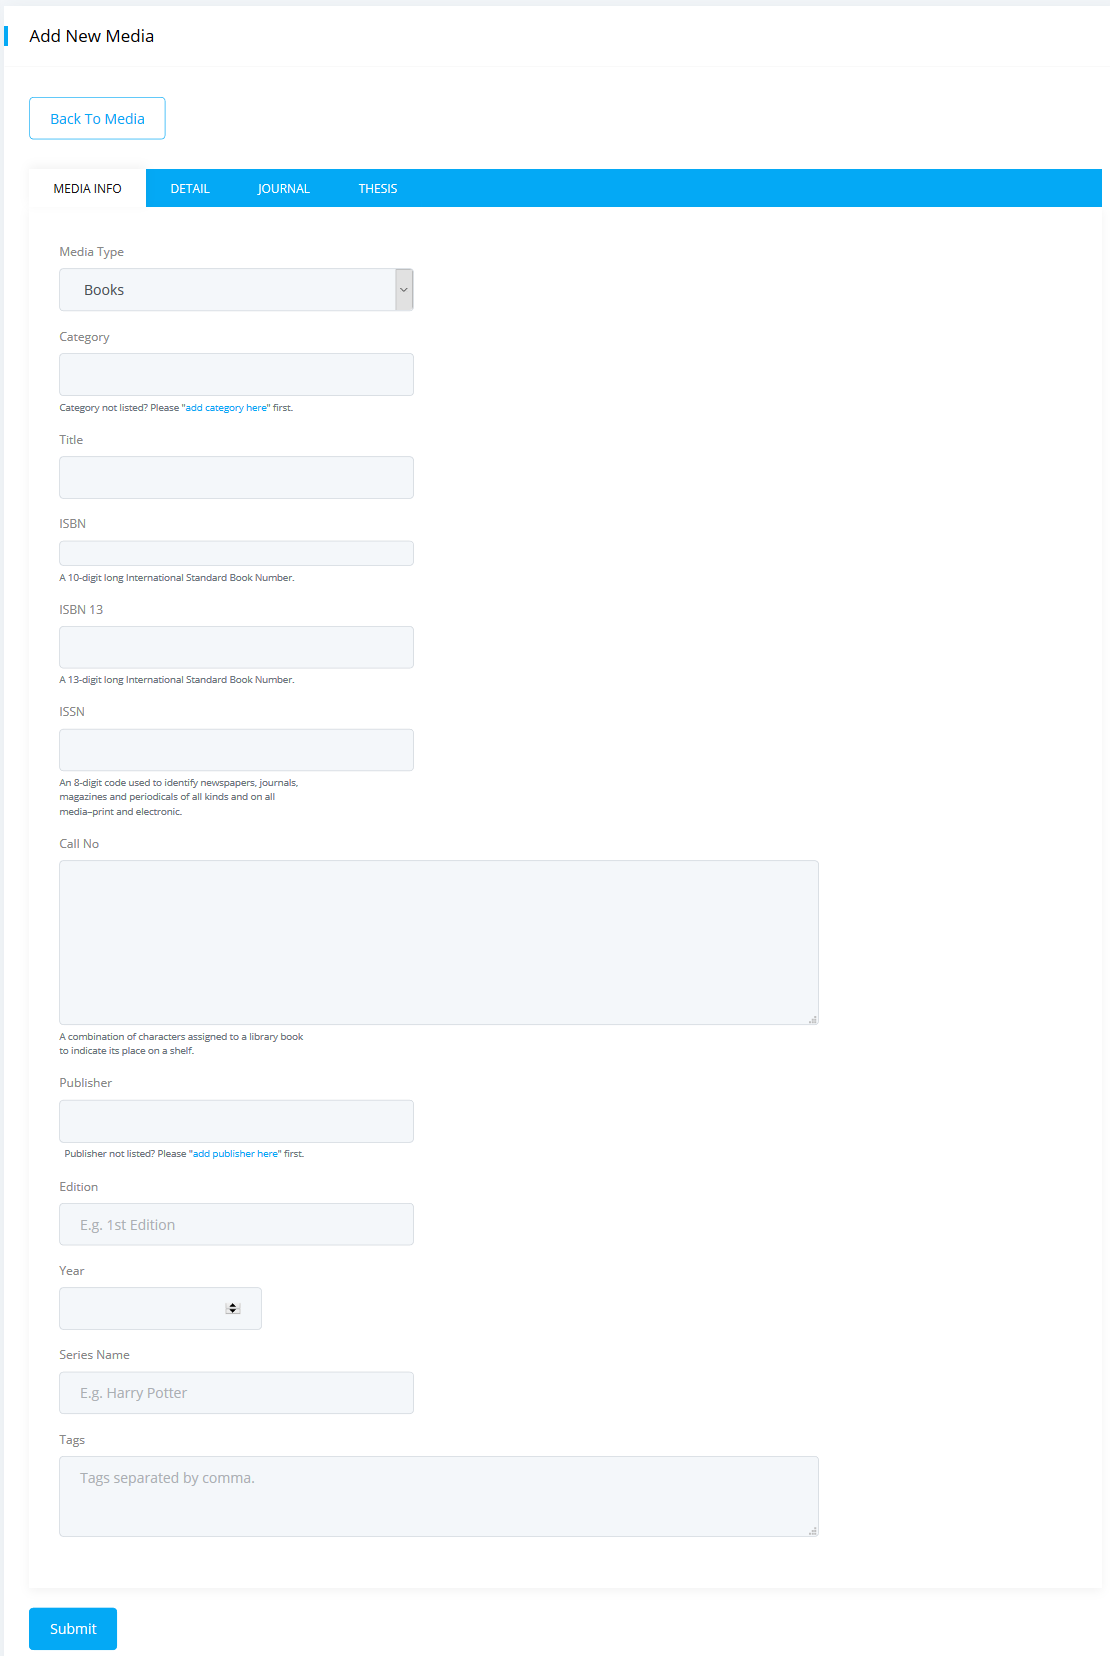 Add New Media
Back To Media
MEDIA INFO DETAIL JOURNAL THESIS
Media Type
Books
Category
Category not listed? Please "add category here" first.
Title
ISBN
A 10-digit long International Standard Book Number.
ISBN 13
A 13-digit long International Standard Book Number.
ISSN
An 8-digit code used to identify newspapers, journals,
magazines and periodicals of all kinds and on all
media–print and electronic.
Call No
A combination of characters assigned to a library book
to indicate its place on a shelf.
Publisher
Publisher not listed? Please "add publisher here" first.
Edition
E.g. 1st Edition
Year
Series Name
E.g. Harry Potter
Tags
Tags separated by comma.
Submit